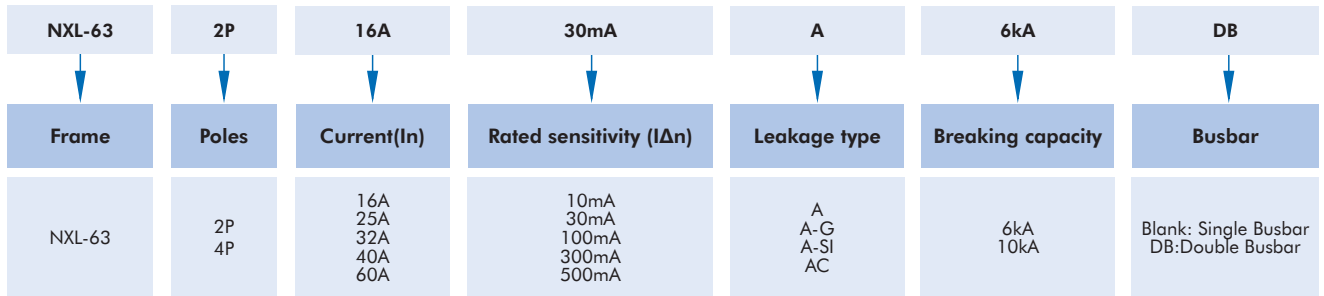 NXL-63 2P 16A 30mA A 6kA DB
Frame Poles Current(In) Rated sensitivity (IΔn) Leakage type Breaking capacity Busbar
NXL-63
2P
4P
16A
25A
32A
40A
60A
10mA
30mA
100mA
300mA
500mA
A
A-G
A-SI
AC
6kA
10kA
Blank: Single Busbar
DB:Double Busbar